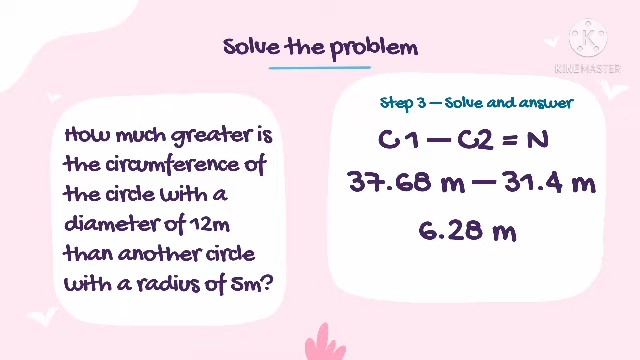 Solve the problem
K
KINEMASTER
How much greater is
the circumference of
the circle with a
diameter of 12m
than another circle
with a radius of 5m?
Step 3 – Solve and answer
C1 – C2 = N
37.68 m – 31.4 m
6.28 m